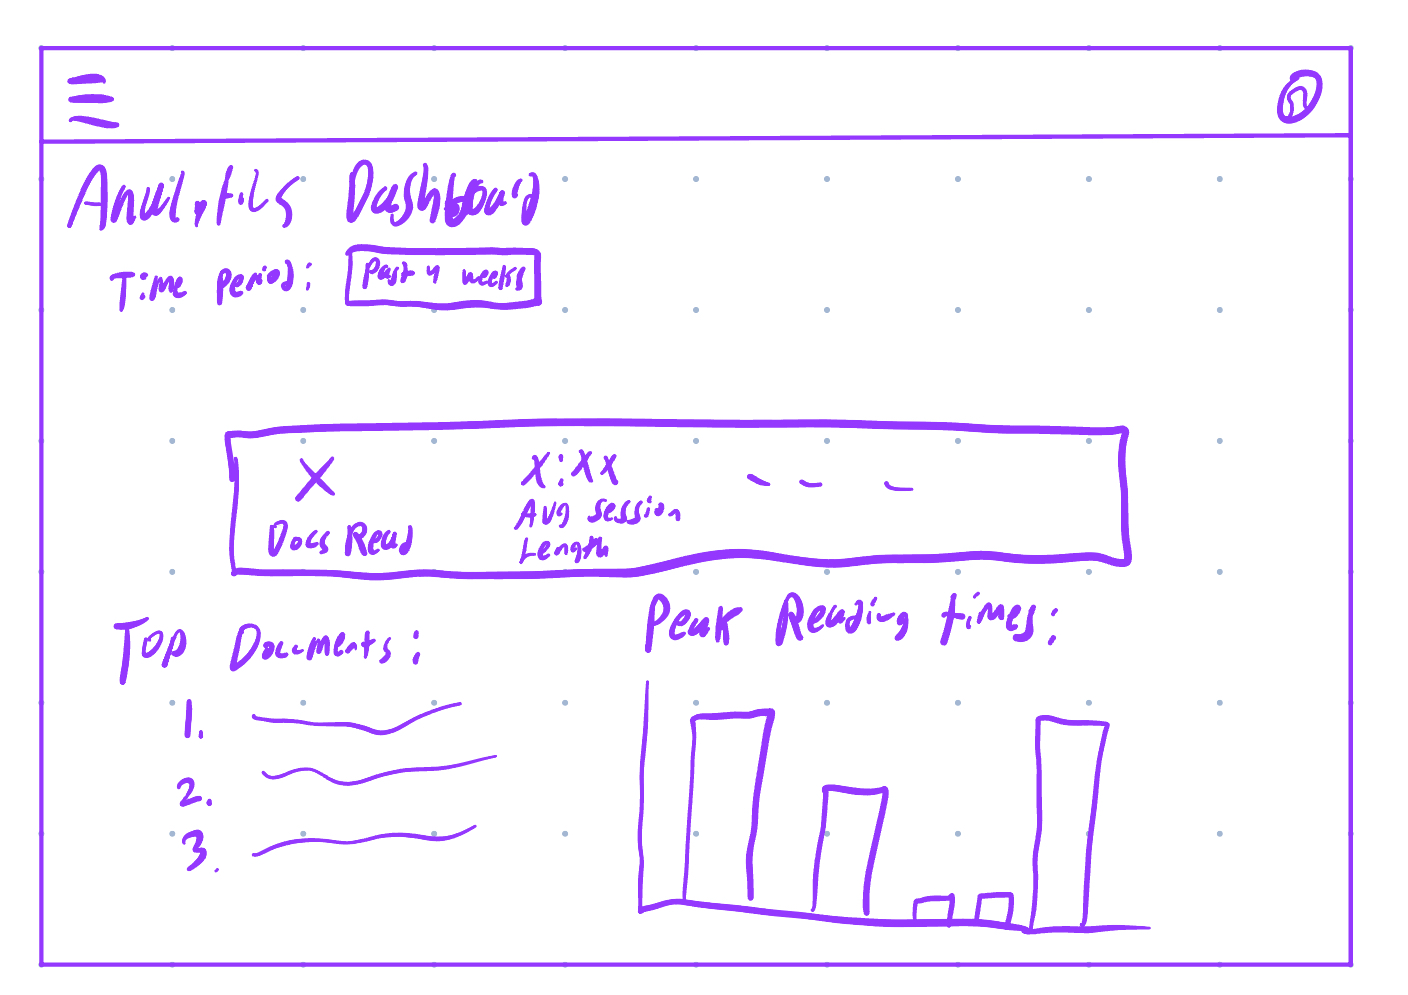 Analytics Dashboard
Time Period: Past 4 weeks
X
Docs Read
X:XX
Avg session
Length
Top Documents:
1.
2.
3.
Peak Reading times: